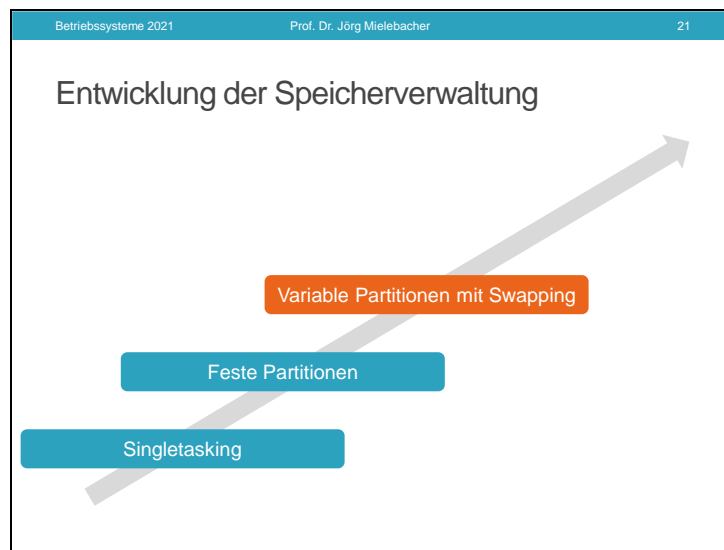 Betriebssysteme 2021 Prof. Dr. Jörg Mielebacher 21
Entwicklung der Speicherverwaltung
Variable Partitionen mit Swapping
Feste Partitionen
Singletasking